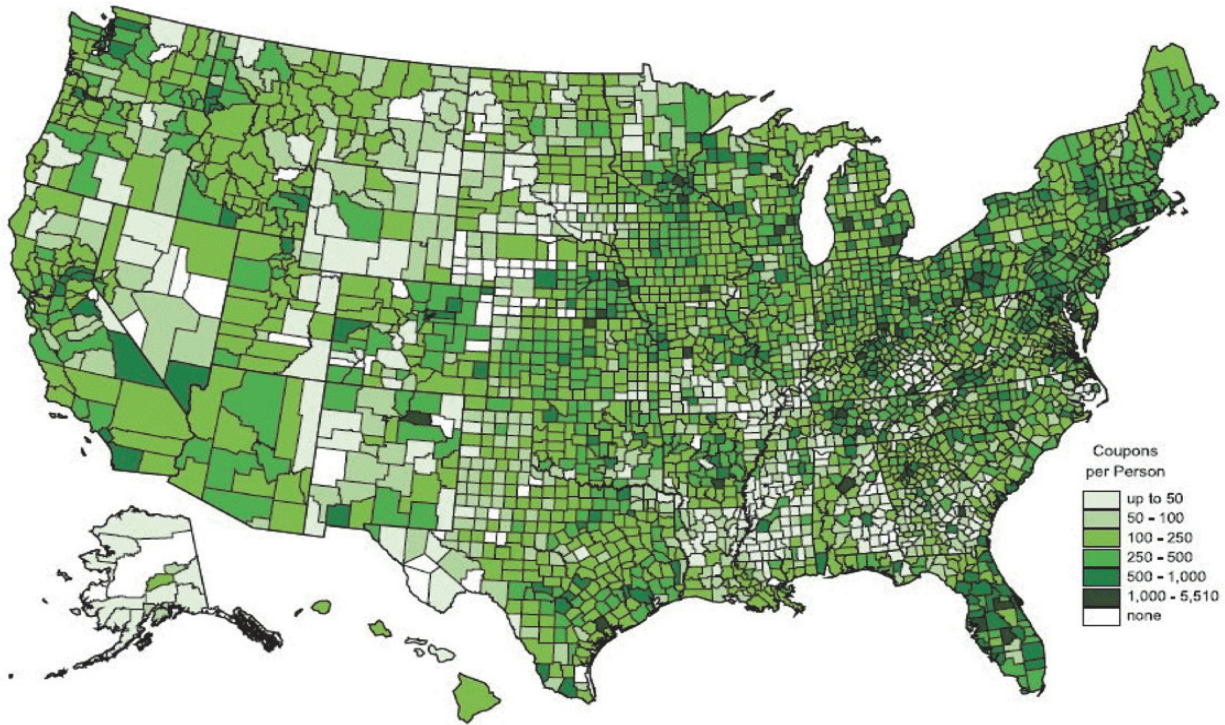 Coupons
per Person
up to 50
50 - 100
100 - 250
250 - 500
500 - 1,000
1,000 - 5,510
none